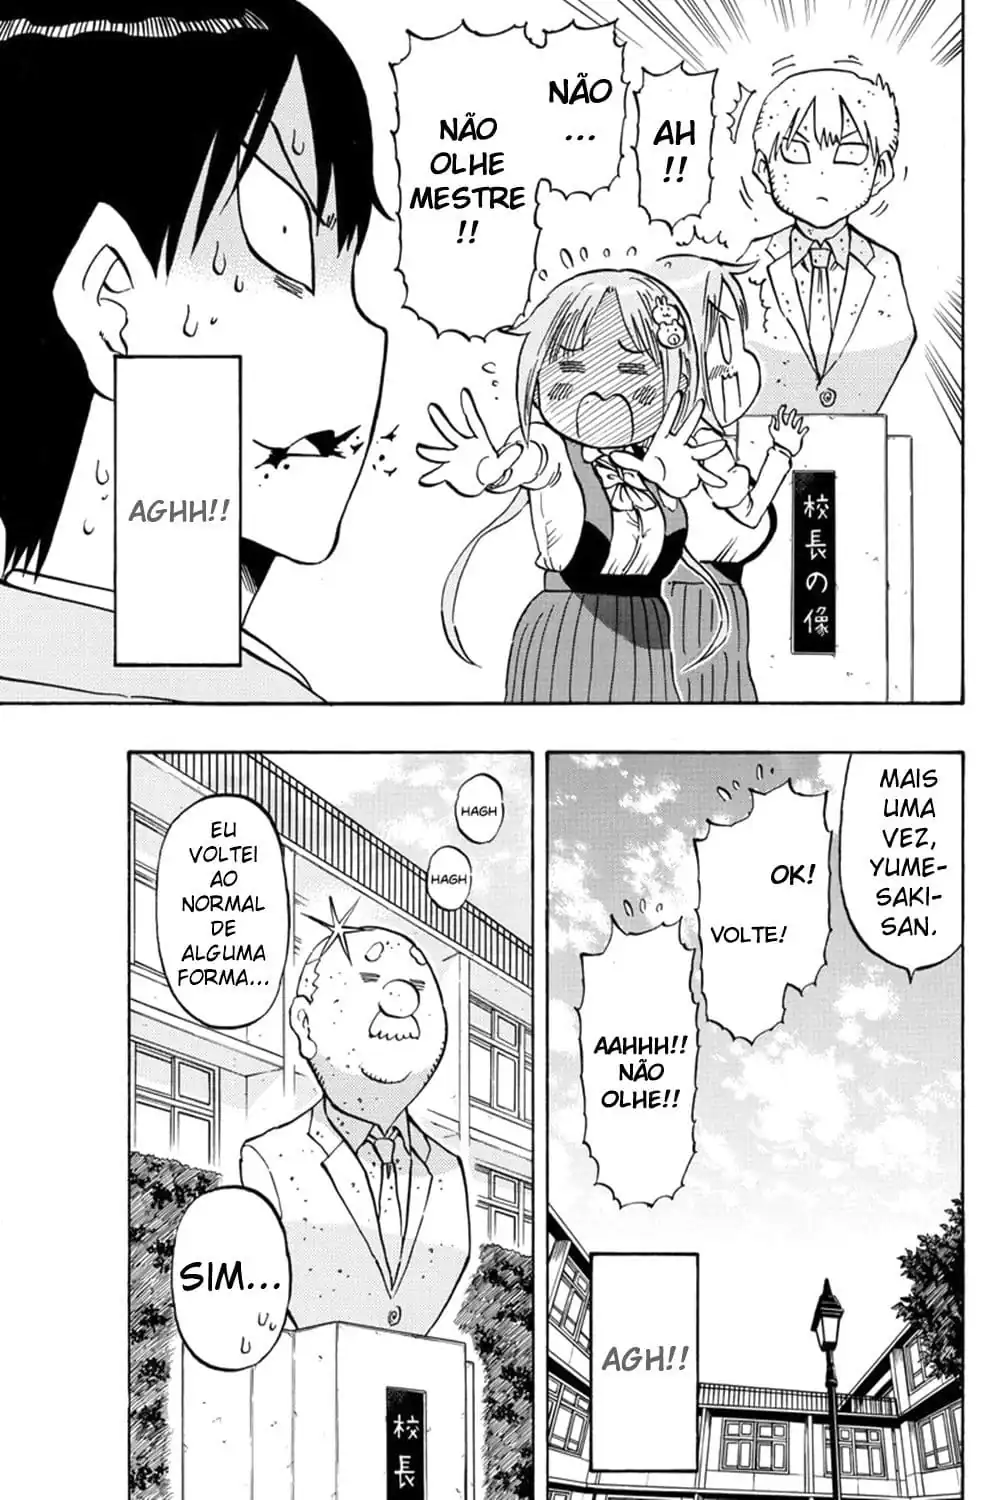 AH
!!
NÃO
...
NÃO
OLHE
MESTRE
!!
AGHH!!
校長の像
MAIS
UMA
VEZ,
YUME-
SAKI-
SAN.
OK!
VOLTE!
AAHHH!!
NÃO
OLHE!!
AGH!!
HAGH
HAGH
EU
VOLTEI
AO
NORMAL
DE
ALGUMA
FORMA...
SIM...
校長